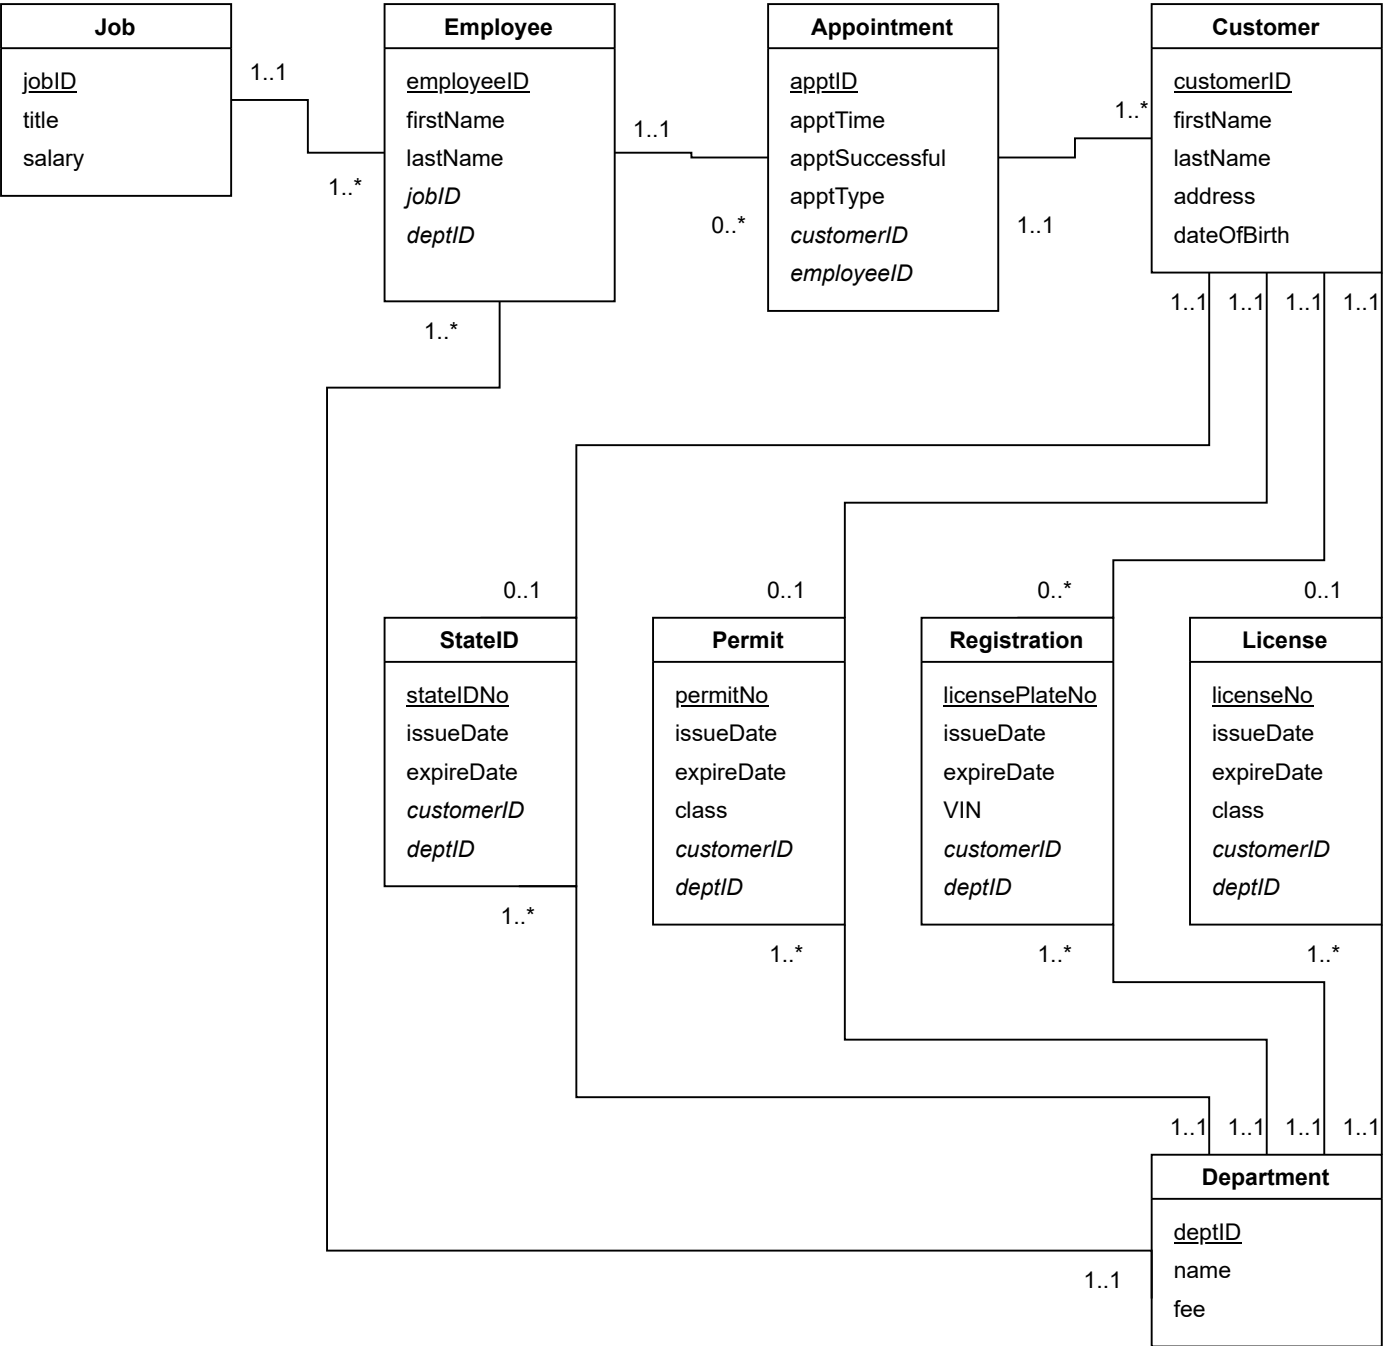 Job
jobID
title
salary
1..1
1..*
Employee
employeeID
firstName
lastName
jobID
deptID
1..1
0..*
1..*
Appointment
apptID
apptTime
apptSuccessful
apptType
customerID
employeeID
1..*
1..1
Customer
customerID
firstName
lastName
address
dateOfBirth
1..1
1..1
1..1
1..1
0..1
0..1
0..*
0..1
StateID
stateIDNo
issueDate
expireDate
customerID
deptID
1..*
Permit
permitNo
issueDate
expireDate
class
customerID
deptID
1..*
Registration
licensePlateNo
issueDate
expireDate
VIN
customerID
deptID
1..*
License
licenseNo
issueDate
expireDate
class
customerID
deptID
1..*
1..1
1..1
1..1
1..1
Department
deptID
name
fee
1..1